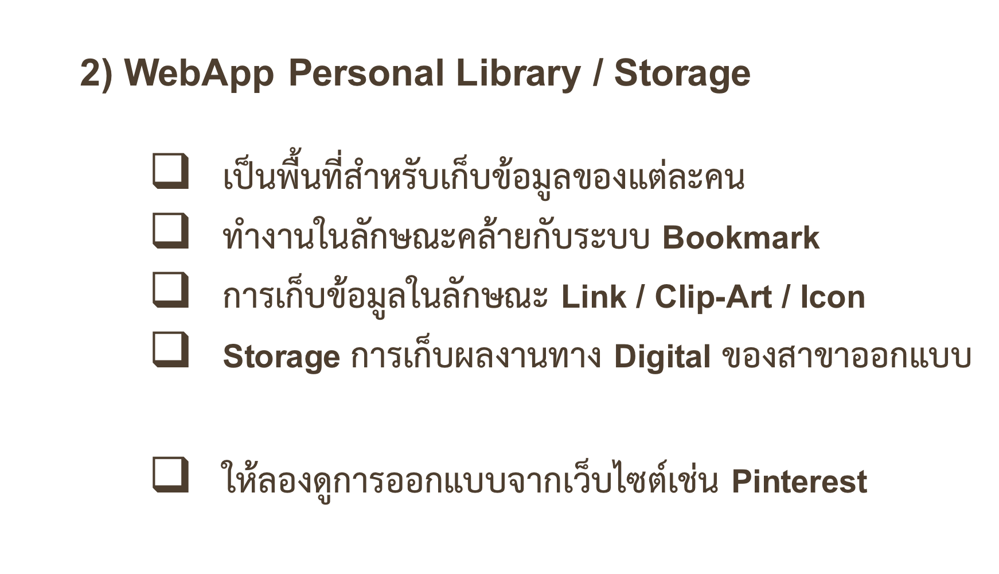 2) WebApp Personal Library / Storage
❑ เป็นพื้นที่สำหรับเก็บข้อมูลของแต่ละคน
❑ ทำงานในลักษณะคล้ายกับระบบ Bookmark
❑ การเก็บข้อมูลในลักษณะ Link / Clip-Art / Icon
❑ Storage การเก็บผลงานทาง Digital ของสาขาออกแบบ
❑ ให้ลองดูการออกแบบจากเว็บไซต์เช่น Pinterest